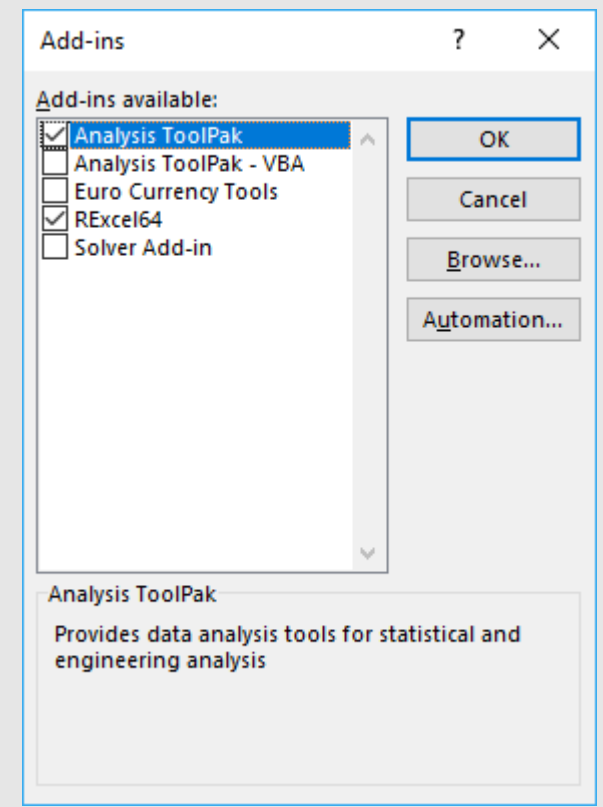 Add-ins ?
Add-ins available:
Analysis ToolPak
Analysis ToolPak - VBA
Euro Currency Tools
RExcel64
Solver Add-in
OK
Cancel
Browse...
Automation...
Analysis ToolPak
Provides data analysis tools for statistical and
engineering analysis